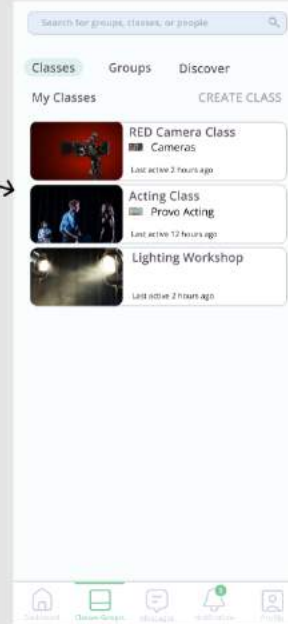 Search for groups, classes, or people
Classes Groups Discover
My Classes CREATE CLASS
RED Camera Class
Cameras
Last active 2 hours ago
Acting Class
Provo Acting
Last active 12 hours ago
Lighting Workshop
Last active 2 hours ago
Dashboard Classes-Groups Messages Notifications Profile